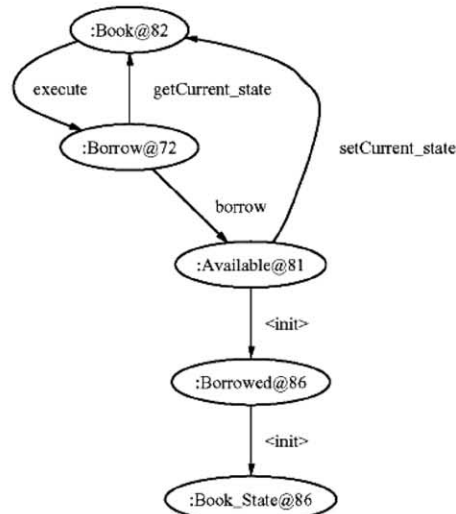 :Book@82
execute
getCurrent_state
:Borrow@72
setCurrent_state
borrow
:Available@81
<init>
:Borrowed@86
<init>
:Book_State@86